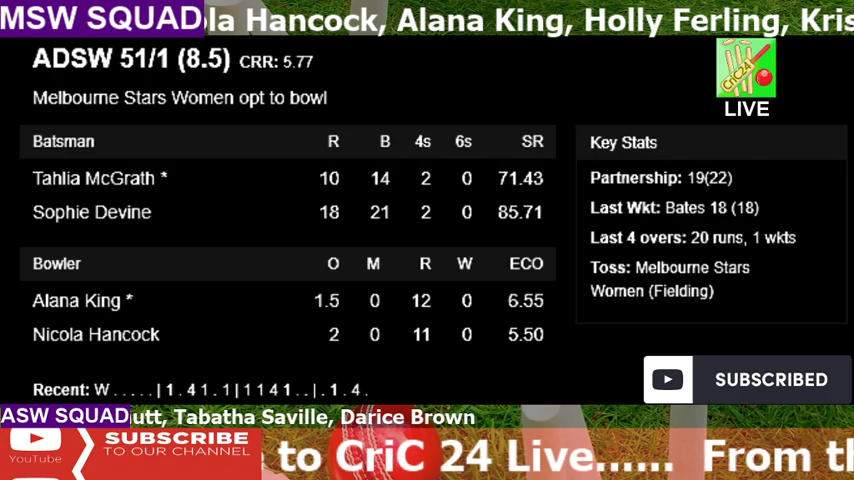 MSW SQUAD la Hancock, Alana King, Holly Ferling, Kris
ADSW 51/1 (8.5) CRR: 5.77
CriC24
LIVE
Melbourne Stars Women opt to bowl
Batsman R B 4s 6s SR
Tahlia McGrath * 10 14 2 0 71.43
Sophie Devine 18 21 2 0 85.71
Key Stats
Partnership: 19(22)
Last Wkt: Bates 18 (18)
Last 4 overs: 20 runs, 1 wkts
Toss: Melbourne Stars
Women (Fielding)
Bowler O M R W ECO
Alana King * 1.5 0 12 0 6.55
Nicola Hancock 2 0 11 0 5.50
SUBSCRIBED
Recent: W . . . . . | 1 . 4 1 . 1 | 1 1 4 1 . . | . 1 . 4 .
ASW SQUAD utt, Tabatha Saville, Darice Brown
YouTube
SUBSCRIBE
TO OUR CHANNEL
e to CriC 24 Live...... From th